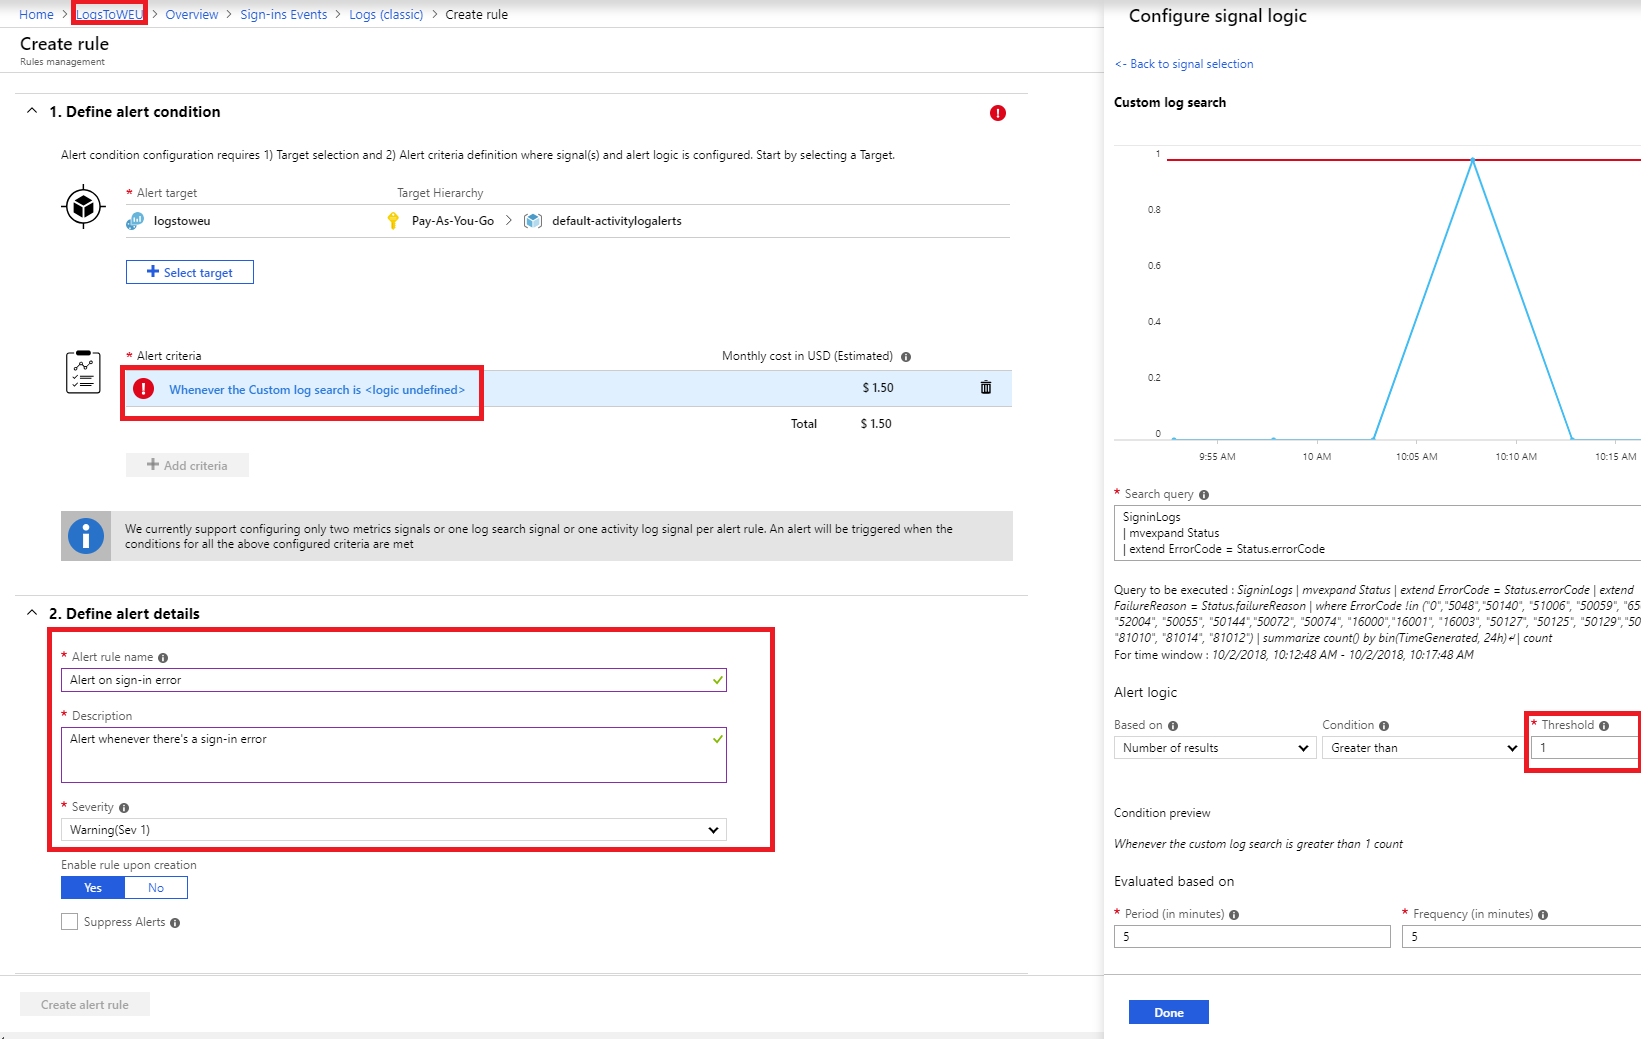 Home > LogsToWEU > Overview > Sign-ins Events > Logs (classic) > Create rule
Create rule
Rules management
1. Define alert condition
Alert condition configuration requires 1) Target selection and 2) Alert criteria definition where signal(s) and alert logic is configured. Start by selecting a Target.
* Alert target
Target Hierarchy
logstoweu
Pay-As-You-Go > default-activitylogalerts
+ Select target
* Alert criteria
Monthly cost in USD (Estimated)
Whenever the Custom log search is <logic undefined>
$ 1.50
Total $ 1.50
+ Add criteria
We currently support configuring only two metrics signals or one log search signal or one activity log signal per alert rule. An alert will be triggered when the
conditions for all the above configured criteria are met
2. Define alert details
* Alert rule name
Alert on sign-in error
* Description
Alert whenever there's a sign-in error
* Severity
Warning(Sev 1)
Enable rule upon creation
Yes No
Suppress Alerts
Create alert rule
Configure signal logic
<- Back to signal selection
Custom log search
1
0.8
0.6
0.4
0.2
0
9:55 AM 10 AM 10:05 AM 10:10 AM 10:15 AM
* Search query
SigninLogs
| mvexpand Status
| extend ErrorCode = Status.errorCode
Query to be executed : SigninLogs | mvexpand Status | extend ErrorCode = Status.errorCode | extend
FailureReason = Status.failureReason | where ErrorCode !in ("0","5048","50140", "51006", "50059", "65
"52004", "50055", "50144","50072", "50074", "16000","16001", "16003", "50127", "50125", "50129","50
"81010", "81014", "81012") | summarize count() by bin(TimeGenerated, 24h)↵ | count
For time window : 10/2/2018, 10:12:48 AM - 10/2/2018, 10:17:48 AM
Alert logic
Based on
Condition
* Threshold
Number of results
Greater than
1
Condition preview
Whenever the custom log search is greater than 1 count
Evaluated based on
* Period (in minutes)
* Frequency (in minutes)
5
5
Done